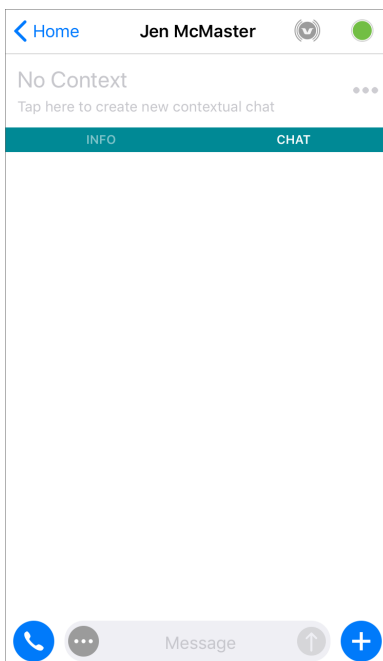 Home Jen McMaster
No Context
Tap here to create new contextual chat
INFO CHAT
Message